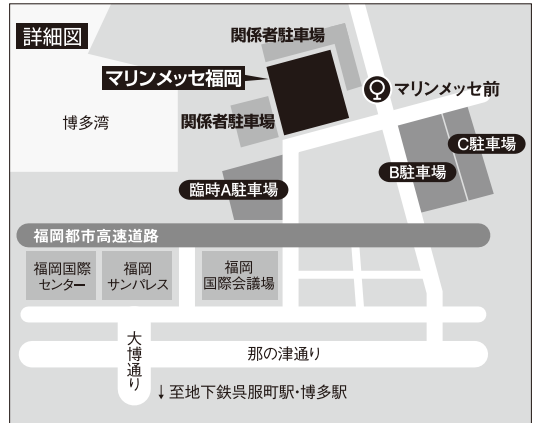 詳細図
関係者駐車場
マリンメッセ福岡
マリンメッセ前
博多湾
関係者駐車場
C駐車場
B駐車場
臨時A駐車場
福岡都市高速道路
福岡国際
センター
福岡
サンパレス
福岡
国際会議場
大博通り
那の津通り
↓至地下鉄呉服町駅・博多駅